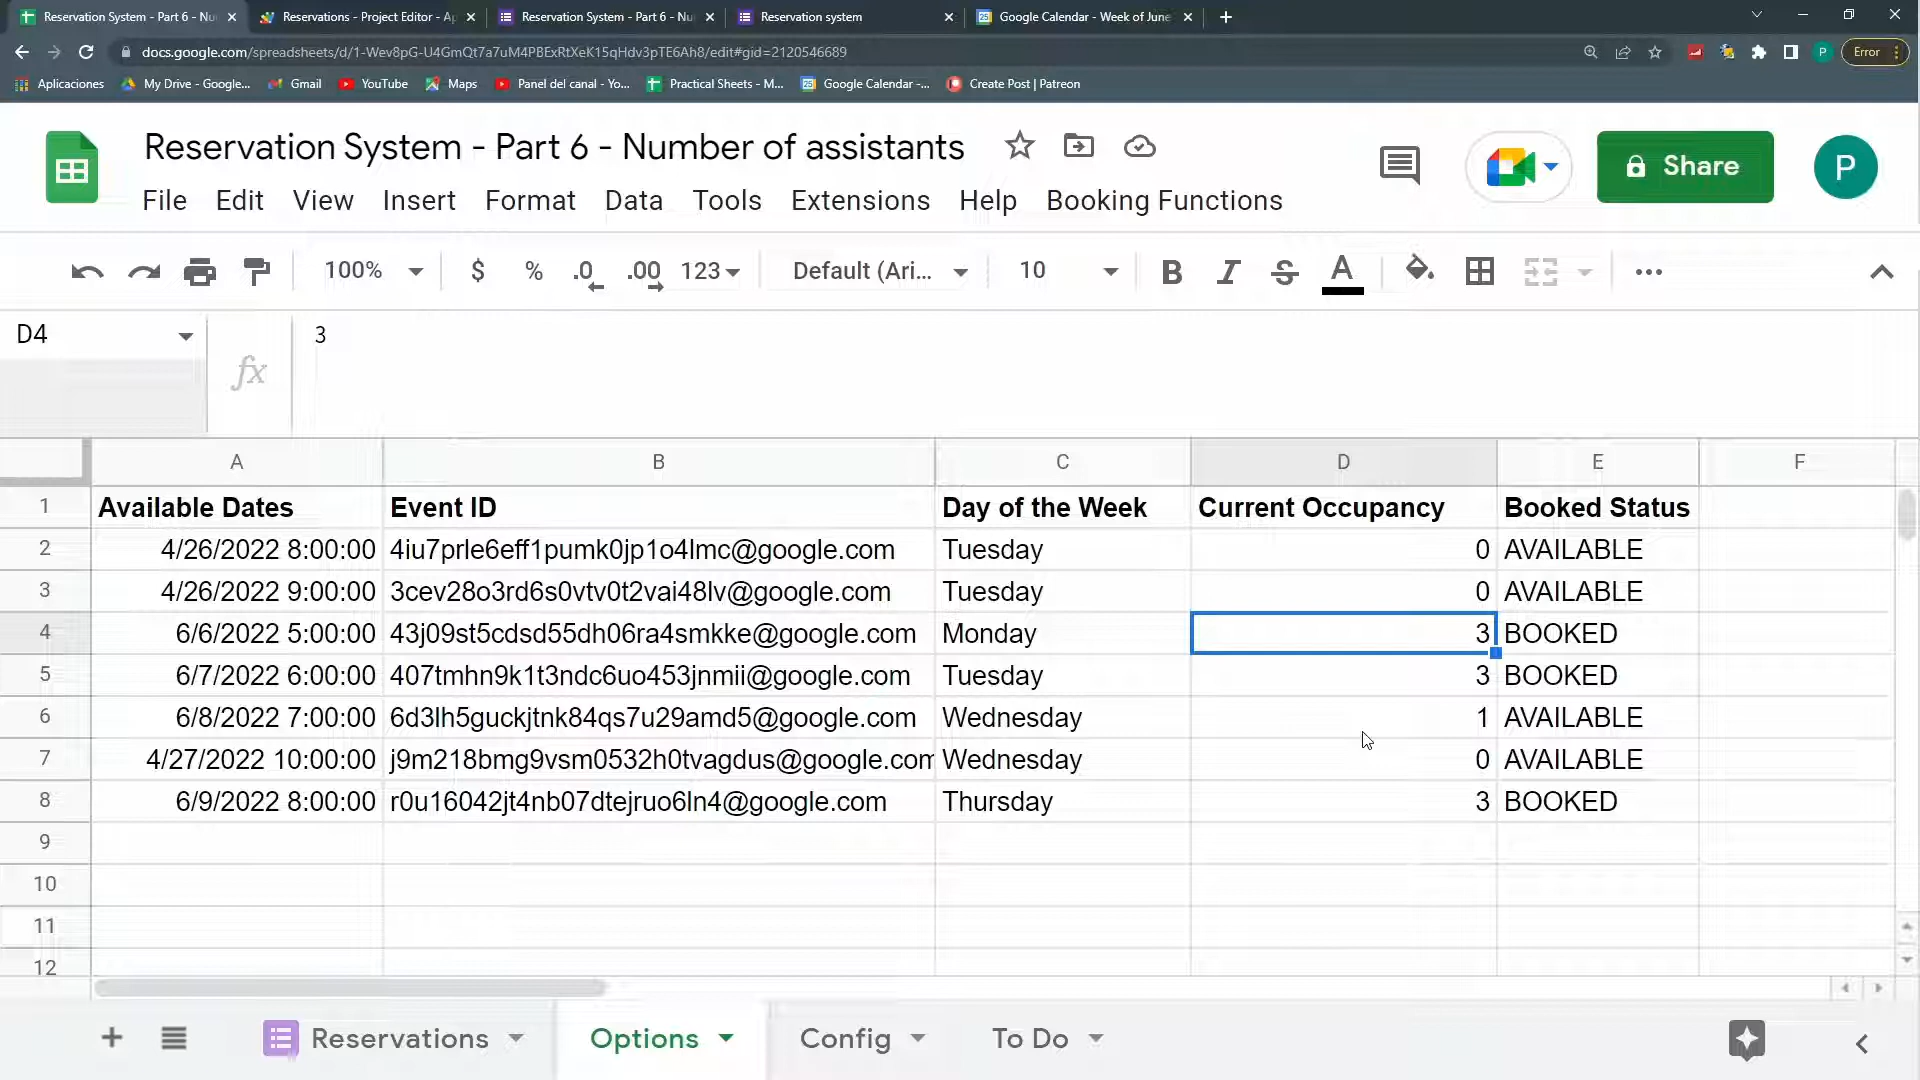 Reservation System - Part 6 - Nu
Reservations - Project Editor - Ap
Reservation System - Part 6 - Nu
Reservation system
Google Calendar - Week of June
docs.google.com/spreadsheets/d/1-Wev8pG-U4GmQt7a7uM4PBExRtXeK15qHdv3pTE6Ah8/edit#gid=2120546689
P
Error
Aplicaciones
My Drive - Google...
Gmail
YouTube
Maps
Panel del canal - Yo...
Practical Sheets - M...
Google Calendar -...
Create Post | Patreon
Reservation System - Part 6 - Number of assistants
Share
P
File Edit View Insert Format Data Tools Extensions Help Booking Functions
100% $ % .0 .00 123 Default (Ari... 10 B I S A
D4
fx
3
A B C D E F
1 Available Dates Event ID Day of the Week Current Occupancy Booked Status
2 4/26/2022 8:00:00 4iu7prle6eff1pumk0jp1o4lmc@google.com Tuesday 0 AVAILABLE
3 4/26/2022 9:00:00 3cev28o3rd6s0vtv0t2vai48lv@google.com Tuesday 0 AVAILABLE
4 6/6/2022 5:00:00 43j09st5cdsd55dh06ra4smkke@google.com Monday 3 BOOKED
5 6/7/2022 6:00:00 407tmhn9k1t3ndc6uo453jnmii@google.com Tuesday 3 BOOKED
6 6/8/2022 7:00:00 6d3lh5guckjtnk84qs7u29amd5@google.com Wednesday 1 AVAILABLE
7 4/27/2022 10:00:00 j9m218bmg9vsm0532h0tvagdus@google.com Wednesday 0 AVAILABLE
8 6/9/2022 8:00:00 r0u16042jt4nb07dtejruo6ln4@google.com Thursday 3 BOOKED
9
10
11
12
Reservations
Options
Config
To Do